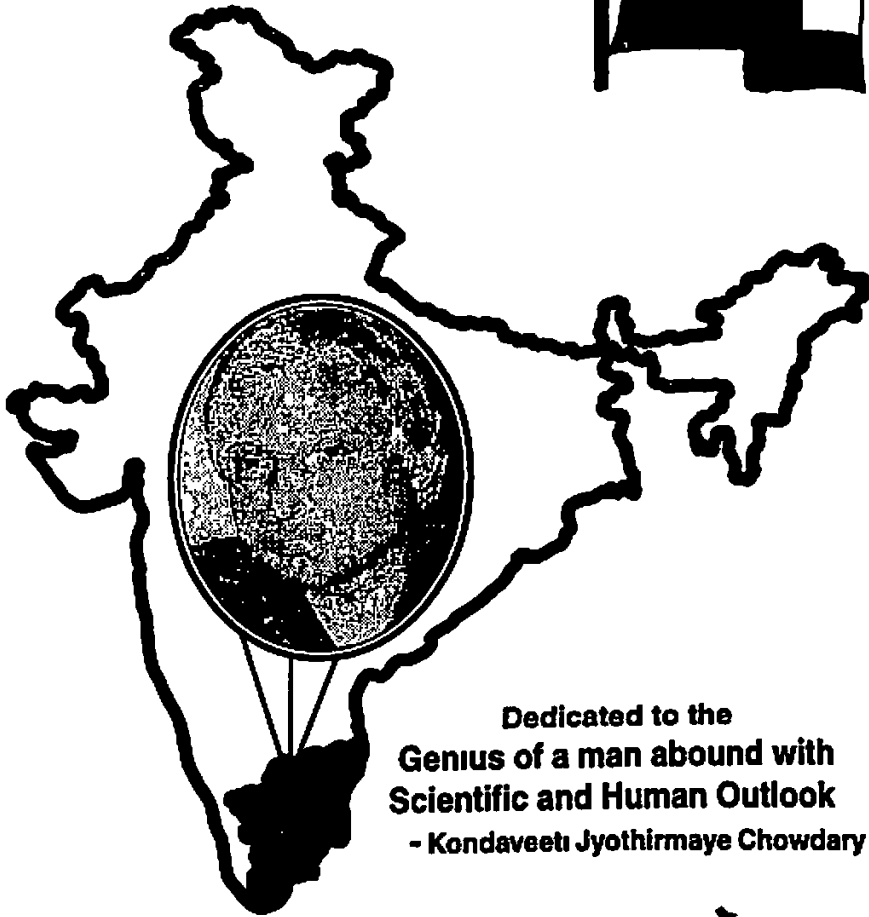 Dedicated to the
Genius of a man abound with
Scientific and Human Outlook
- Kondaveeti Jyothirmaye Chowdary